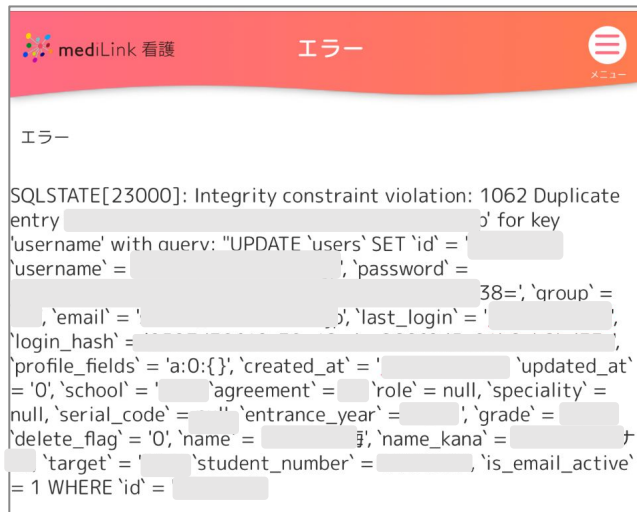 mediLink 看護
エラー
メニュー
エラー
SQLSTATE[23000]: Integrity constraint violation: 1062 Duplicate
entry p' for key
'username' with query: "UPDATE `users` SET `id` = '
`username` = ', `password` =
38=', `group` =
, `email` = ' p', `last_login` = ' ',
`login_hash` = ,
`profile_fields` = 'a:0:{}', `created_at` = ' `updated_at`
= '0', `school` = ' `agreement` = `role` = null, `speciality` =
null, `serial_code` = `entrance_year` = ', `grade` =
`delete_flag` = '0', `name` = ', `name_kana` = ナ
`target` = ' `student_number` = , `is_email_active`
= 1 WHERE `id` = '